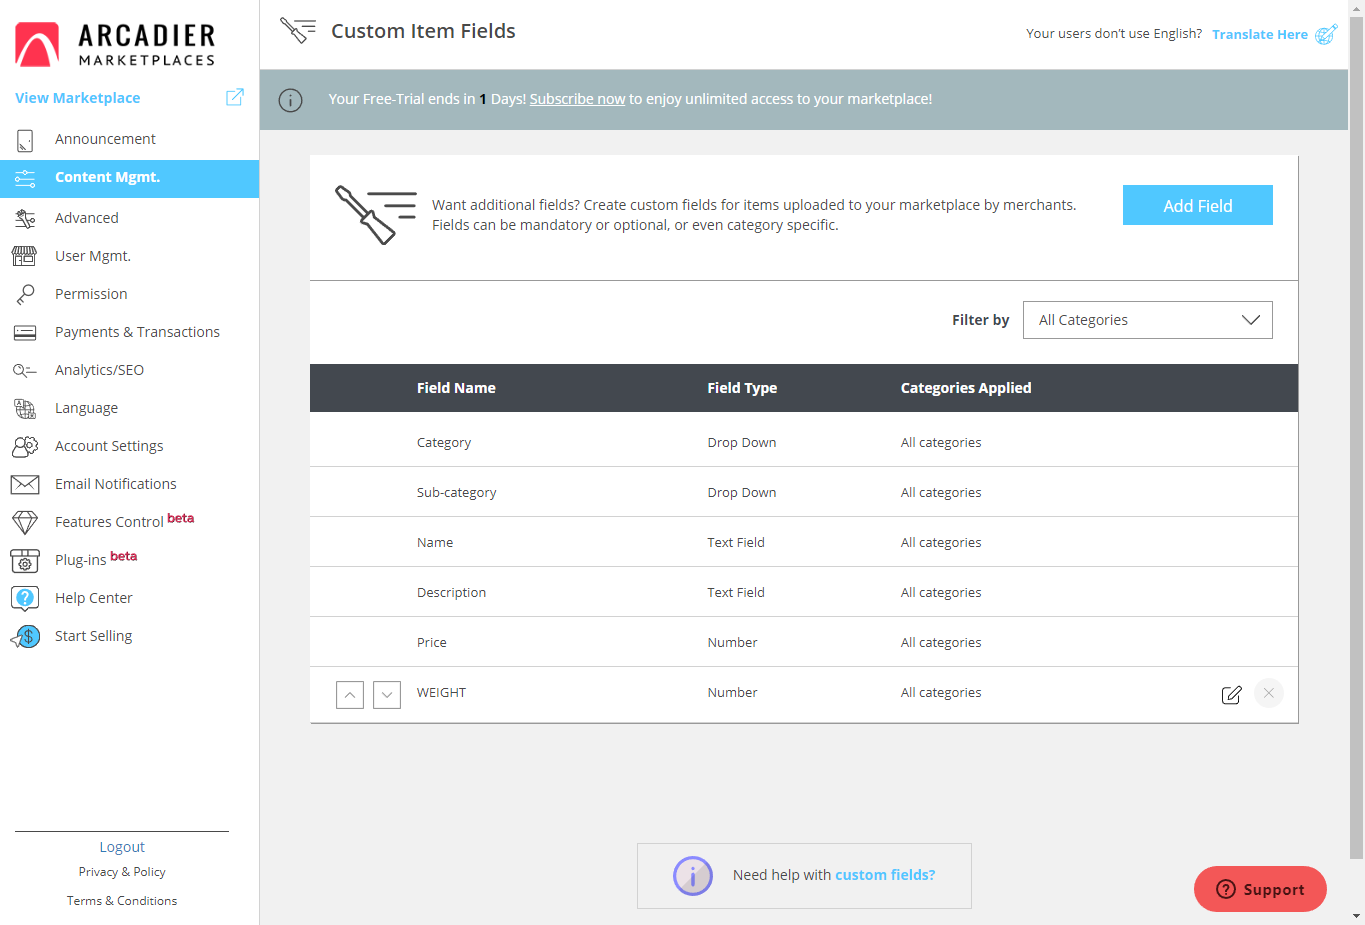 ARCADIER
MARKETPLACES
View Marketplace
Announcement
Content Mgmt.
Advanced
User Mgmt.
Permission
Payments & Transactions
Analytics/SEO
Language
Account Settings
Email Notifications
Features Control beta
Plug-ins beta
Help Center
Start Selling
Logout
Privacy & Policy
Terms & Conditions
Custom Item Fields
Your users don't use English? Translate Here
Your Free-Trial ends in 1 Days! Subscribe now to enjoy unlimited access to your marketplace!
Want additional fields? Create custom fields for items uploaded to your marketplace by merchants.
Fields can be mandatory or optional, or even category specific.
Add Field
Filter by All Categories
Field Name Field Type Categories Applied
Category Drop Down All categories
Sub-category Drop Down All categories
Name Text Field All categories
Description Text Field All categories
Price Number All categories
WEIGHT Number All categories
Need help with custom fields?
Support